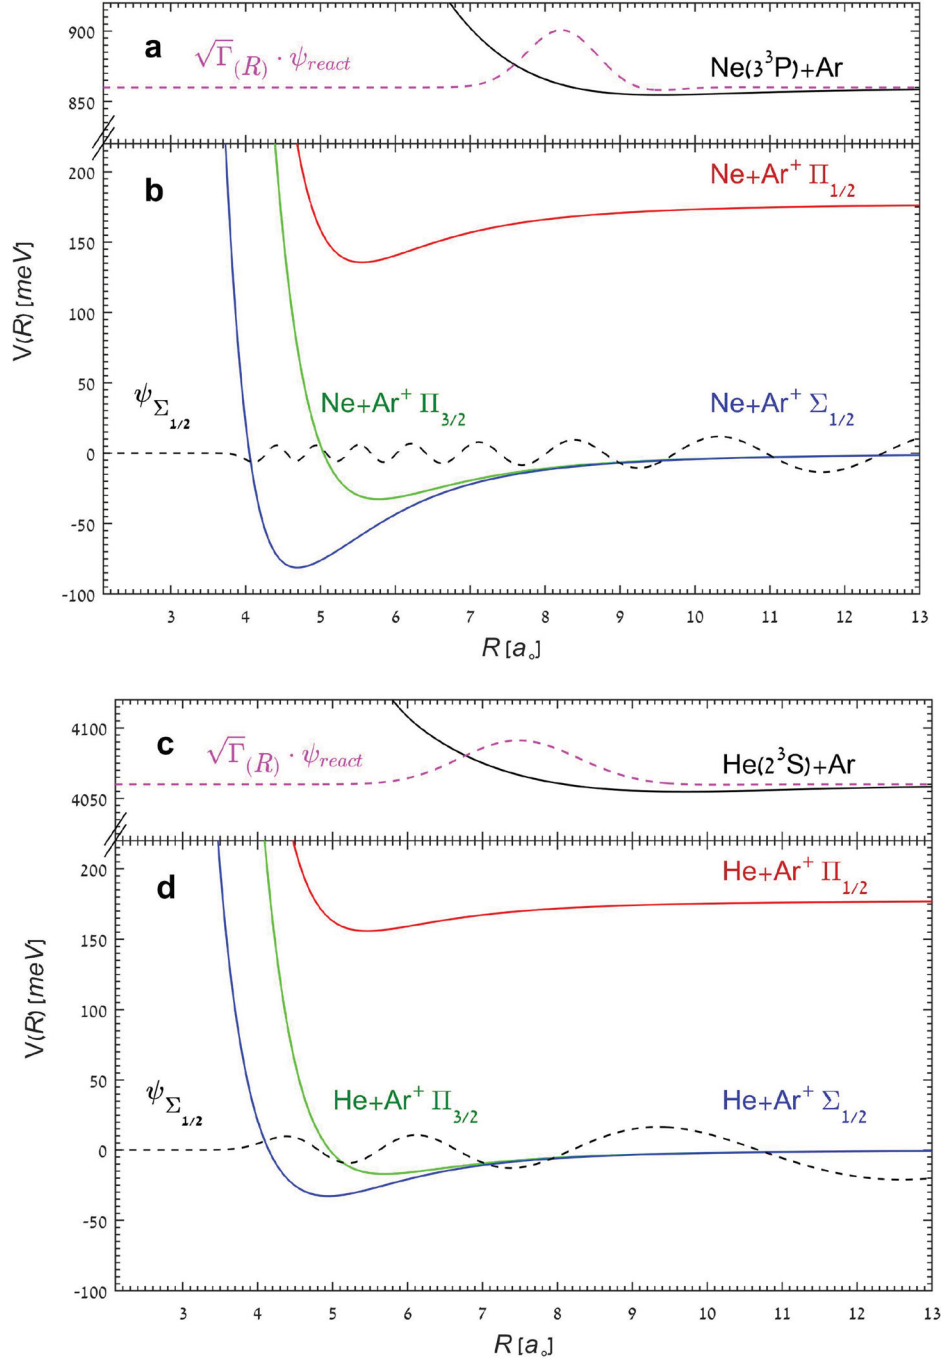 a
√Γ(R) · ψreact
Ne(3³P)+Ar
900
850
b
Ne+Ar⁺ Π1/2
200
150
100
50
0
-50
-100
V(R) [meV]
ψΣ1/2
Ne+Ar⁺ Π3/2
Ne+Ar⁺ Σ1/2
3 4 5 6 7 8 9 10 11 12 13
R [a₀]
c
√Γ(R) · ψreact
He(2³S)+Ar
4100
4050
d
He+Ar⁺ Π1/2
200
150
100
50
0
-50
-100
V(R) [meV]
ψΣ1/2
He+Ar⁺ Π3/2
He+Ar⁺ Σ1/2
3 4 5 6 7 8 9 10 11 12 13
R [a₀]